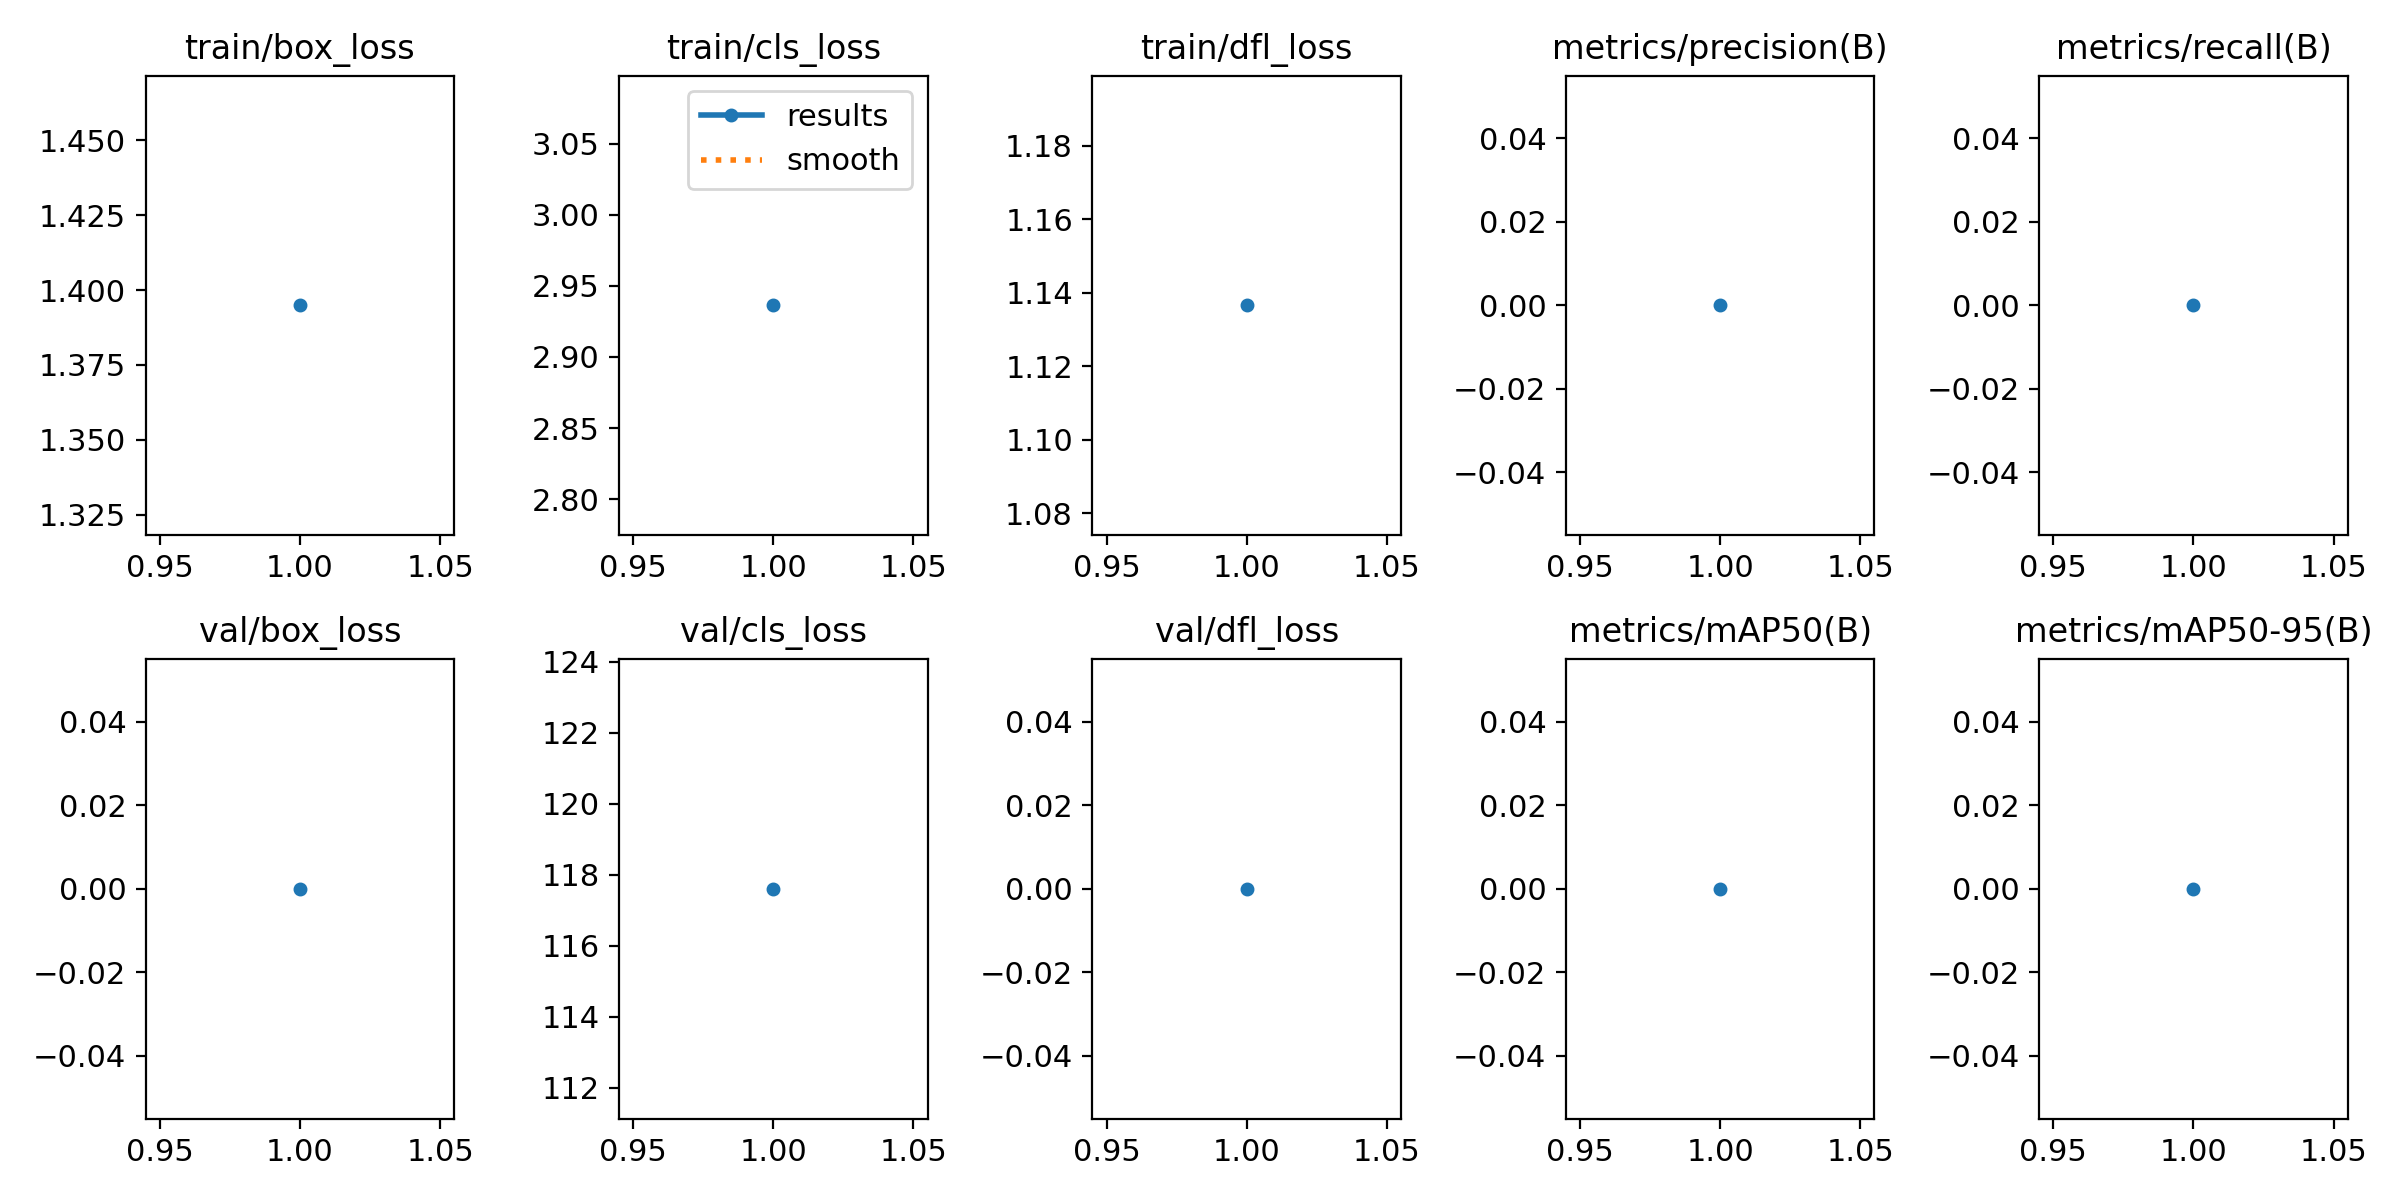 train/box_loss
1.450
1.425
1.400
1.375
1.350
1.325
0.95 1.00 1.05
train/cls_loss
results
smooth
3.05
3.00
2.95
2.90
2.85
2.80
0.95 1.00 1.05
train/dfl_loss
1.18
1.16
1.14
1.12
1.10
1.08
0.95 1.00 1.05
metrics/precision(B)
0.04
0.02
0.00
−0.02
−0.04
0.95 1.00 1.05
metrics/recall(B)
0.04
0.02
0.00
−0.02
−0.04
0.95 1.00 1.05
val/box_loss
0.04
0.02
0.00
−0.02
−0.04
0.95 1.00 1.05
val/cls_loss
124
122
120
118
116
114
112
0.95 1.00 1.05
val/dfl_loss
0.04
0.02
0.00
−0.02
−0.04
0.95 1.00 1.05
metrics/mAP50(B)
0.04
0.02
0.00
−0.02
−0.04
0.95 1.00 1.05
metrics/mAP50-95(B)
0.04
0.02
0.00
−0.02
−0.04
0.95 1.00 1.05